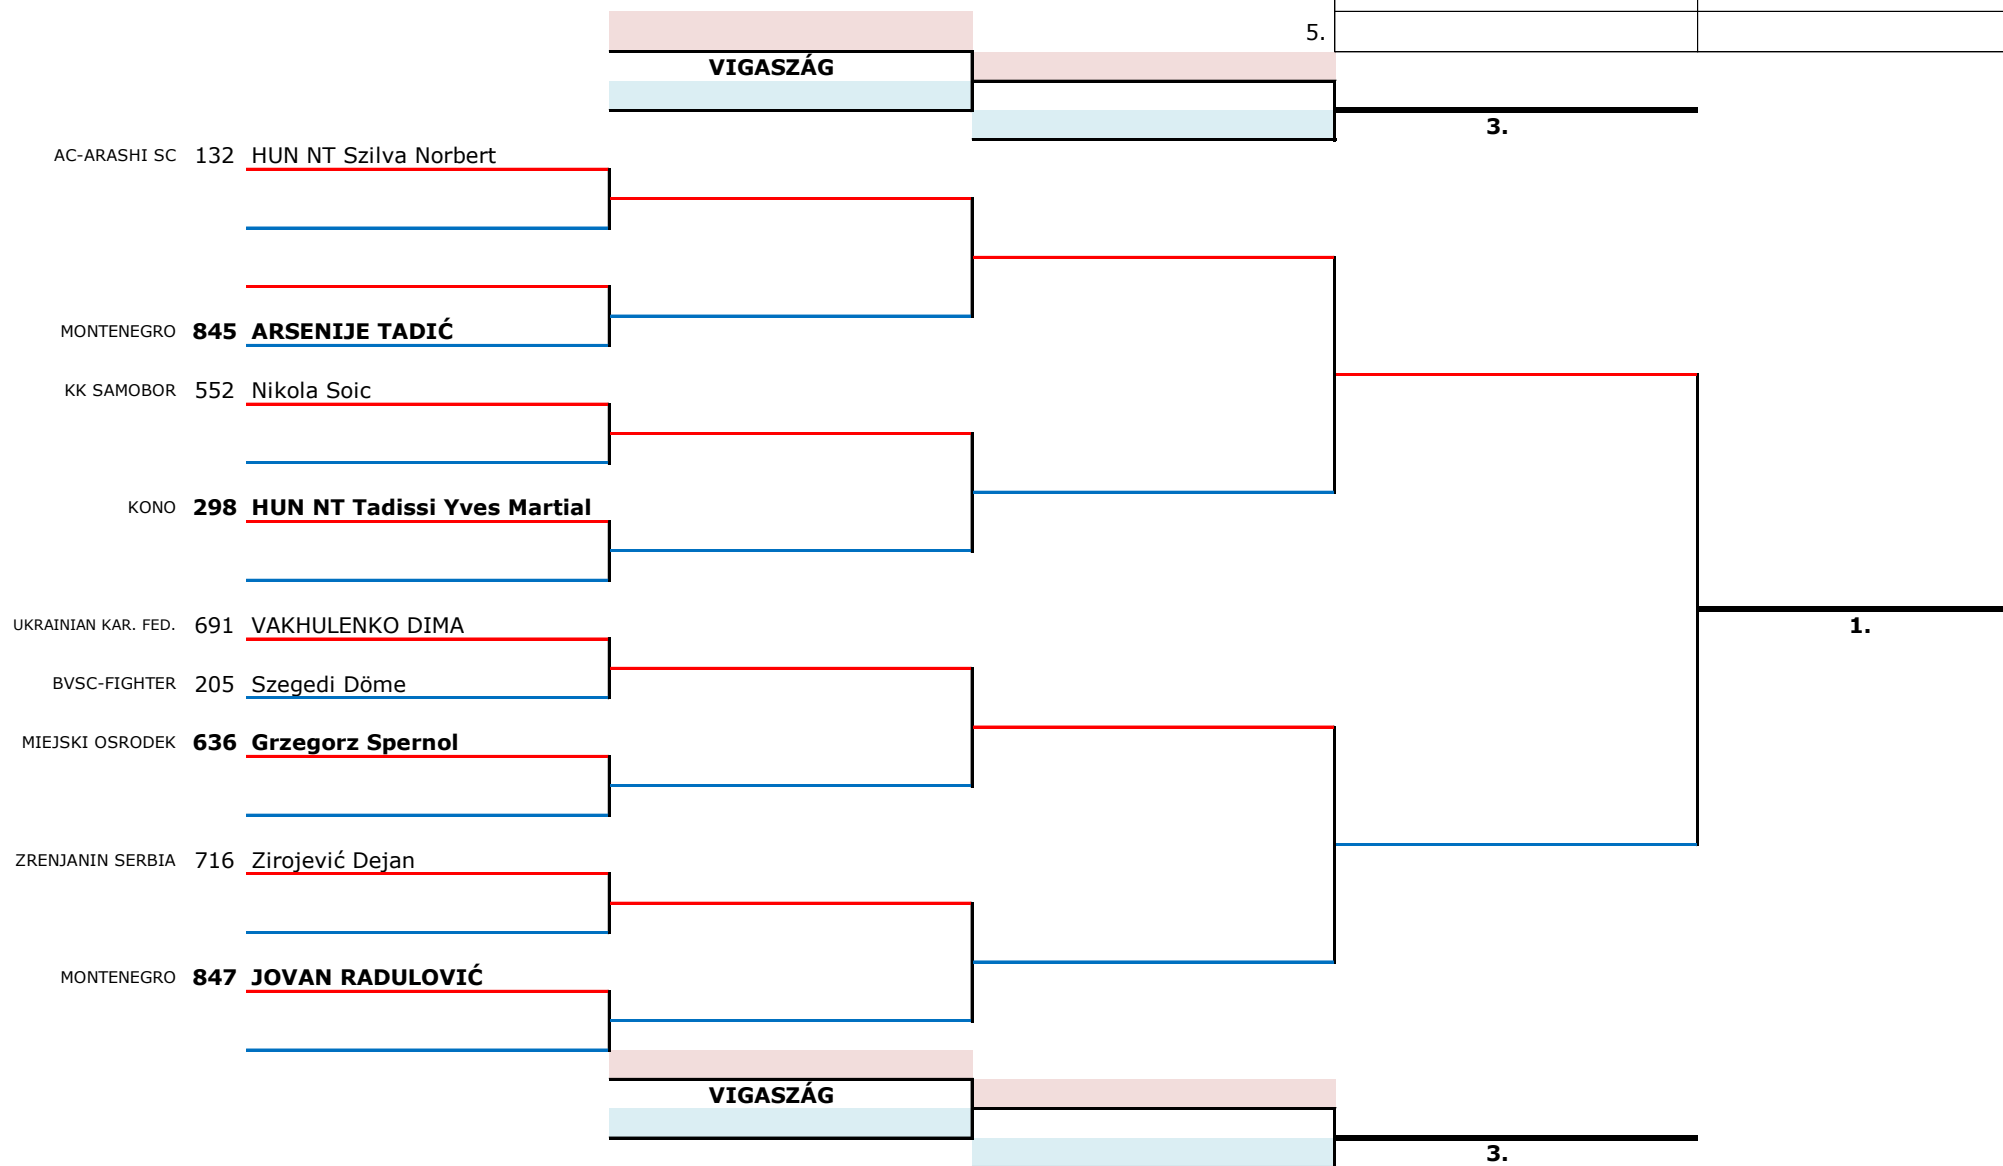 5.
VIGASZÁG
3.
AC-ARASHI SC 132 HUN NT Szilva Norbert
MONTENEGRO 845 ARSENIJE TADIĆ
KK SAMOBOR 552 Nikola Soic
KONO 298 HUN NT Tadissi Yves Martial
UKRAINIAN KAR. FED. 691 VAKHULENKO DIMA
1.
BVSC-FIGHTER 205 Szegedi Döme
MIEJSKI OSRODEK 636 Grzegorz Spernol
ZRENJANIN SERBIA 716 Zirojević Dejan
MONTENEGRO 847 JOVAN RADULOVIĆ
VIGASZÁG
3.